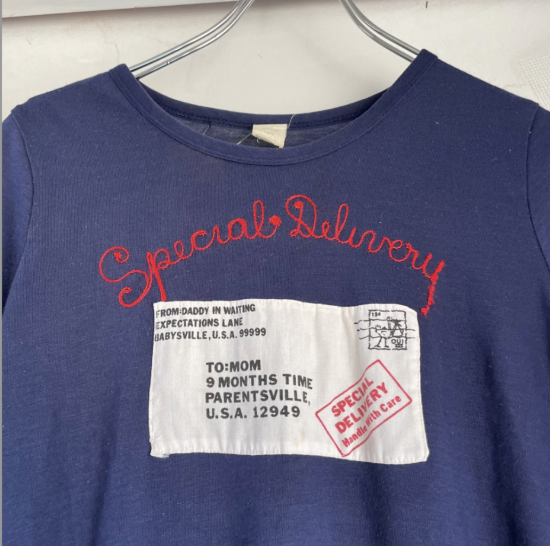 Special Delivery
FROM:DADDY IN WAITING
EXPECTATIONS LANE
BABYSVILLE, U.S.A. 99999
TO:MOM
9 MONTHS TIME
PARENTSVILLE,
U.S.A. 12949
SPECIAL
DELIVERY
Handle With Care